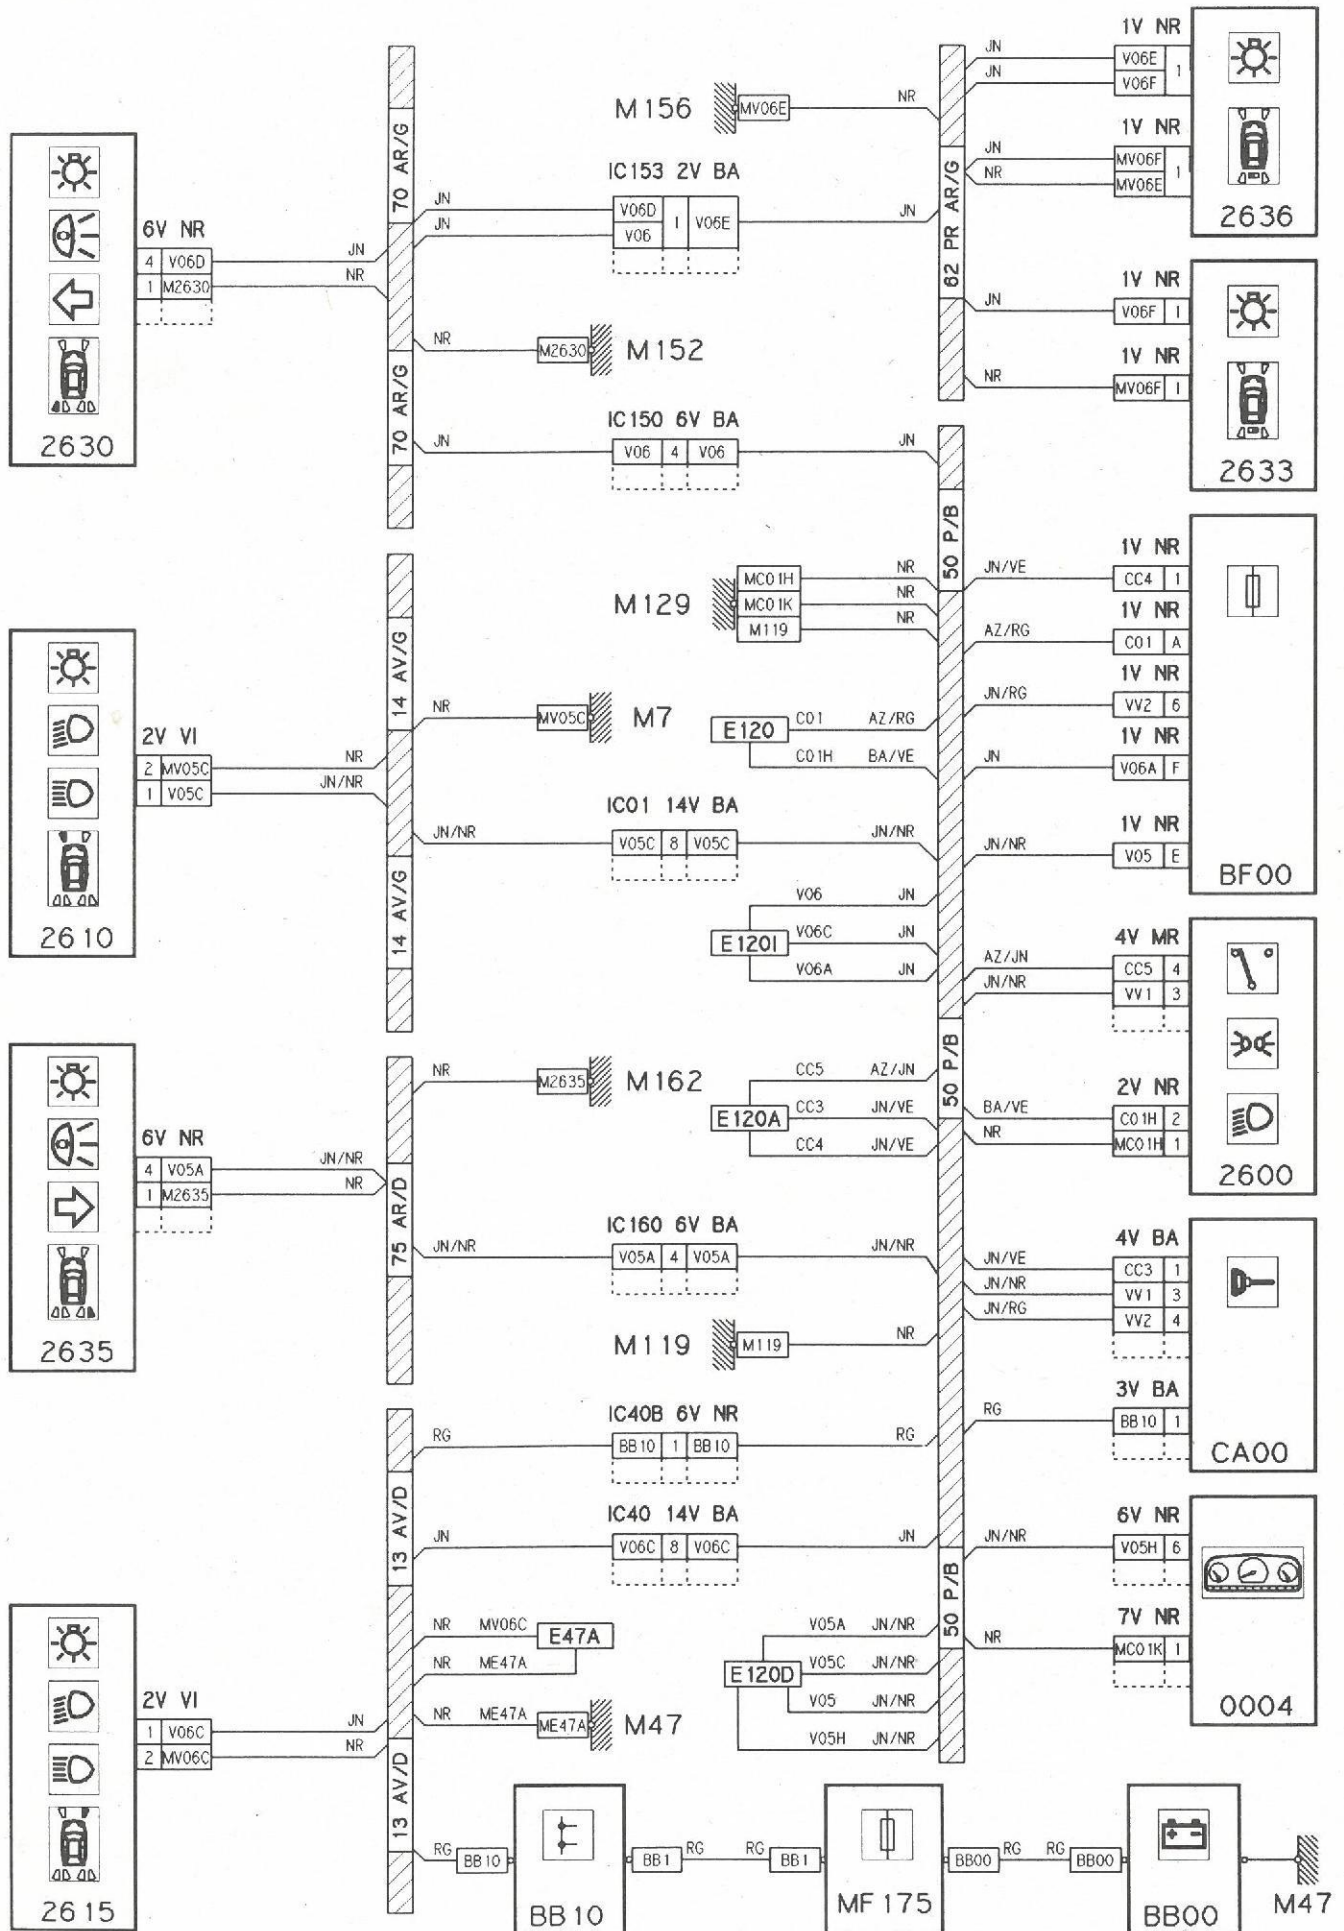 2630
6V NR
4 V06D JN
1 M2630 NR
70 AR/G
70 AR/G
JN
JN
NR
JN
M156 MV06E NR
IC153 2V BA
V06D 1 V06E JN
V06
M2630 M152
IC150 6V BA
V06 4 V06 JN
62 PR AR/G
JN
JN
JN
NR
JN
NR
1V NR
V06E 1
V06F
1V NR
MV06F 1
MV06E
2636
1V NR
V06F 1
1V NR
MV06F 1
2633
2610
2V VI
2 MV05C NR
1 V05C JN/NR
14 AV/G
14 AV/G
NR
JN/NR
M129
MC01H NR
MC01K NR
M119 NR
MV05C M7
E120
C01 AZ/RG
C01H BA/VE
IC01 14V BA
V05C 8 V05C JN/NR
E120I
V06 JN
V06C JN
V06A JN
50 P/B
JN/VE
AZ/RG
JN/RG
JN
JN/NR
1V NR
CC4 1
1V NR
C01 A
1V NR
VV2 6
1V NR
V06A F
1V NR
V05 E
BF00
2635
6V NR
4 V05A JN/NR
1 M2635 NR
75 AR/D
NR
JN/NR
M2635 M162
E120A
CC5 AZ/JN
CC3 JN/VE
CC4 JN/VE
IC160 6V BA
V05A 4 V05A JN/NR
M119 M119 NR
50 P/B
AZ/JN
JN/NR
BA/VE
NR
4V MR
CC5 4
VV1 3
2V NR
C01H 2
MC01H 1
2600
JN/VE
JN/NR
JN/RG
RG
4V BA
CC3 1
VV1 3
VV2 4
3V BA
BB10 1
CA00
2615
2V VI
1 V06C JN
2 MV06C NR
13 AV/D
13 AV/D
RG
JN
IC40B 6V NR
BB10 1 BB10 RG
IC40 14V BA
V06C 8 V06C JN
NR MV06C E47A
NR ME47A
NR ME47A ME47A M47
E120D
V05A JN/NR
V05C JN/NR
V05 JN/NR
V05H JN/NR
50 P/B
JN/NR
NR
6V NR
V05H 6
7V NR
MC01K 1
0004
RG BB10
BB10
BB1 RG RG BB1
MF175
BB00 RG RG BB00
BB00
M47